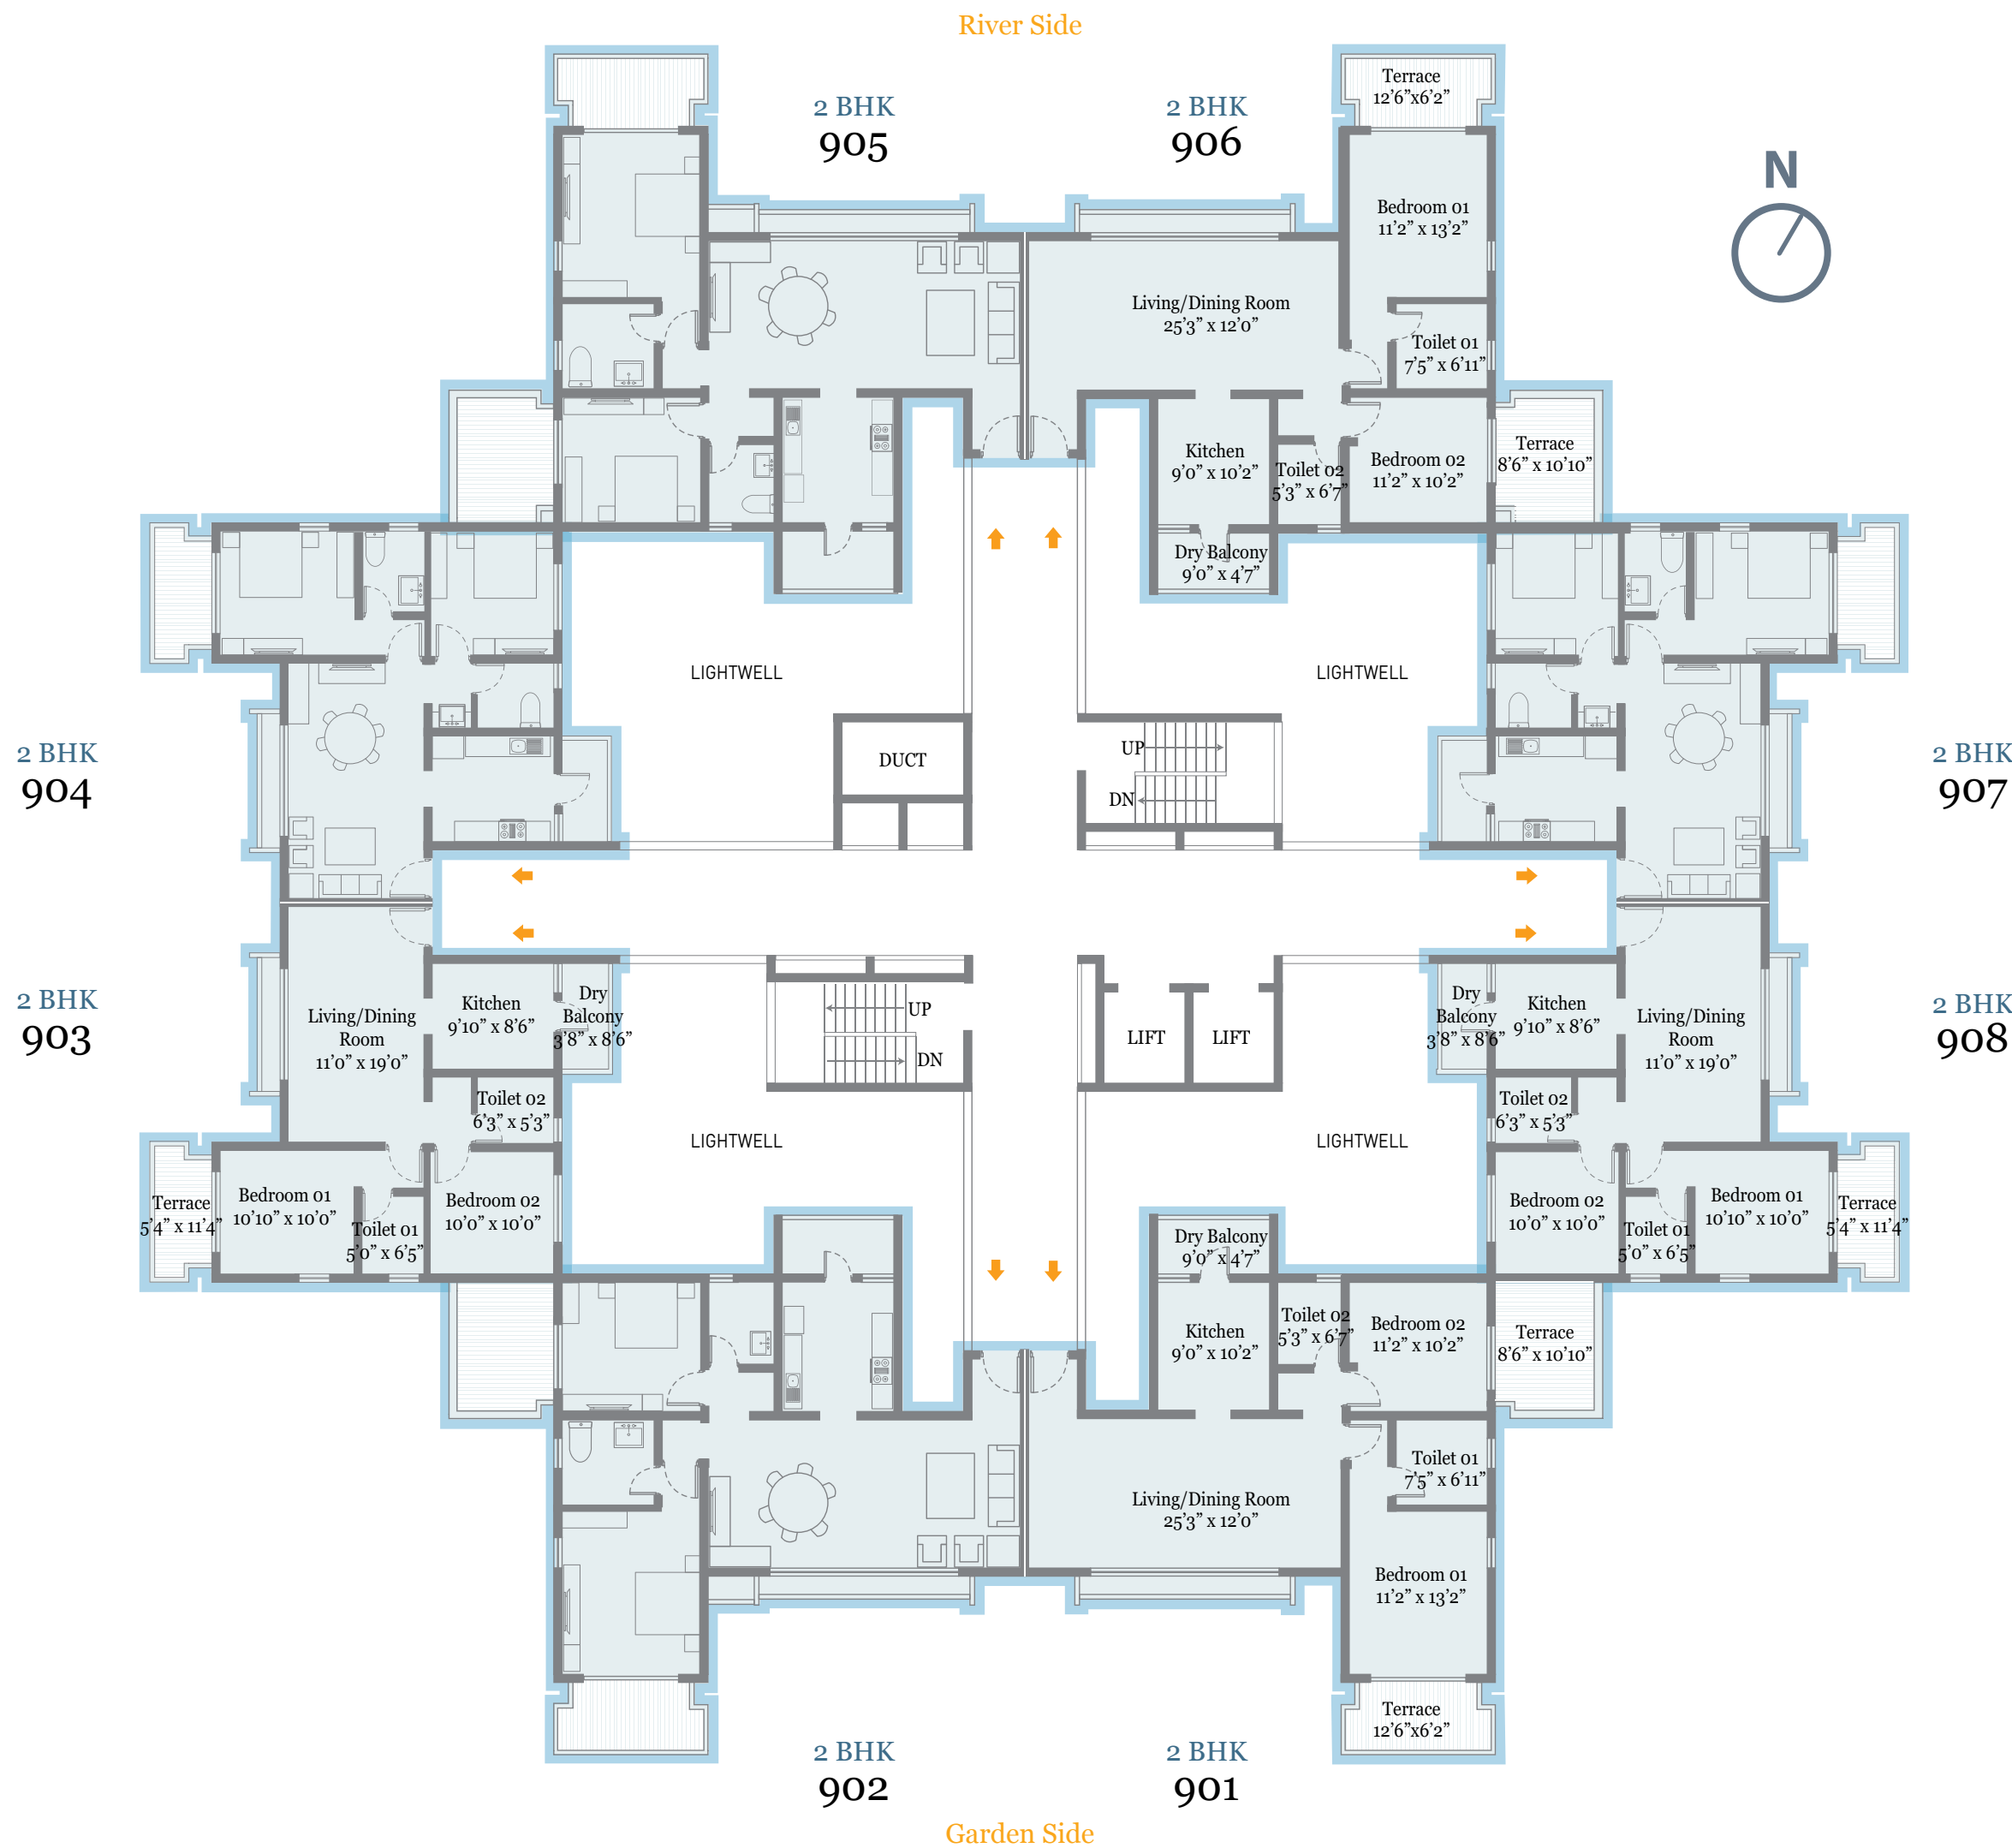 River Side
2 BHK
905
2 BHK
906
Terrace
12’6”x6’2”
N
Bedroom 01
11’2” x 13’2”
Living/Dining Room
25’3” x 12’0”
Toilet 01
7’5” x 6’11”
Kitchen
9’0” x 10’2”
Toilet 02
5’3” x 6’7”
Bedroom 02
11’2” x 10’2”
Terrace
8’6” x 10’10”
Dry Balcony
9’0” x 4’7”
LIGHTWELL
LIGHTWELL
2 BHK
904
DUCT
UP
DN
2 BHK
907
2 BHK
903
Living/Dining
Room
11’0” x 19’0”
Kitchen
9’10” x 8’6”
Dry
Balcony
3’8” x 8’6”
UP
DN
LIFT
LIFT
Dry
Balcony
3’8” x 8’6”
Kitchen
9’10” x 8’6”
Living/Dining
Room
11’0” x 19’0”
2 BHK
908
Toilet 02
6’3” x 5’3”
LIGHTWELL
LIGHTWELL
Toilet 02
6’3” x 5’3”
Terrace
5’4” x 11’4”
Bedroom 01
10’10” x 10’0”
Toilet 01
5’0” x 6’5”
Bedroom 02
10’0” x 10’0”
Bedroom 02
10’0” x 10’0”
Toilet 01
5’0” x 6’5”
Bedroom 01
10’10” x 10’0”
Terrace
5’4” x 11’4”
Dry Balcony
9’0” x 4’7”
Kitchen
9’0” x 10’2”
Toilet 02
5’3” x 6’7”
Bedroom 02
11’2” x 10’2”
Terrace
8’6” x 10’10”
Toilet 01
7’5” x 6’11”
Living/Dining Room
25’3” x 12’0”
Bedroom 01
11’2” x 13’2”
Terrace
12’6”x6’2”
2 BHK
902
2 BHK
901
Garden Side